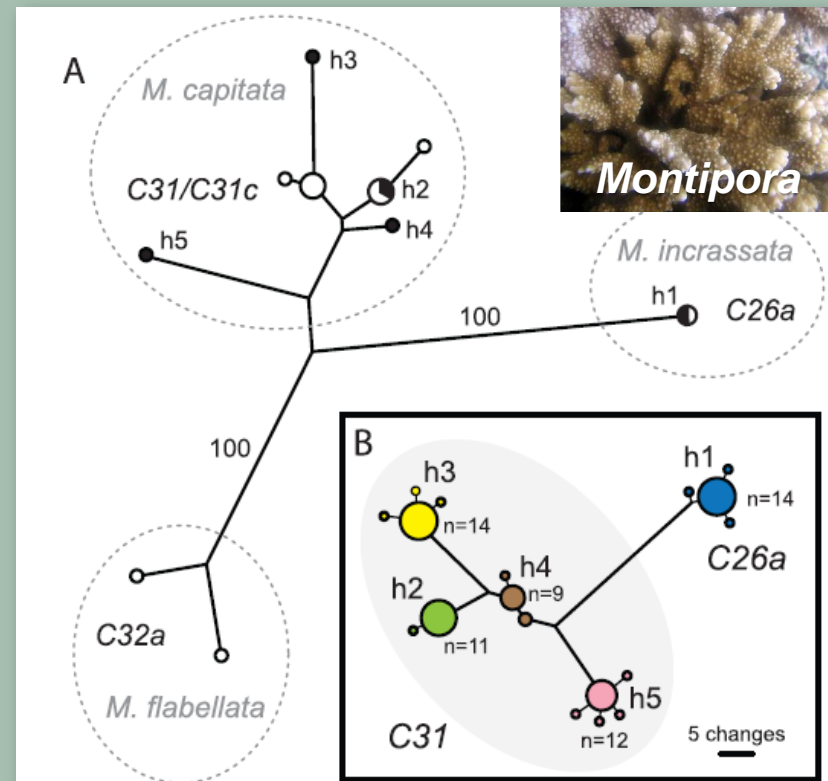 A
M. capitata
h3
C31/C31c
h2
h4
h5
Montipora
M. incrassata
h1
C26a
100
100
C32a
M. flabellata
B
h3
n=14
h1
n=14
C26a
h4
n=9
h2
n=11
h5
n=12
C31
5 changes